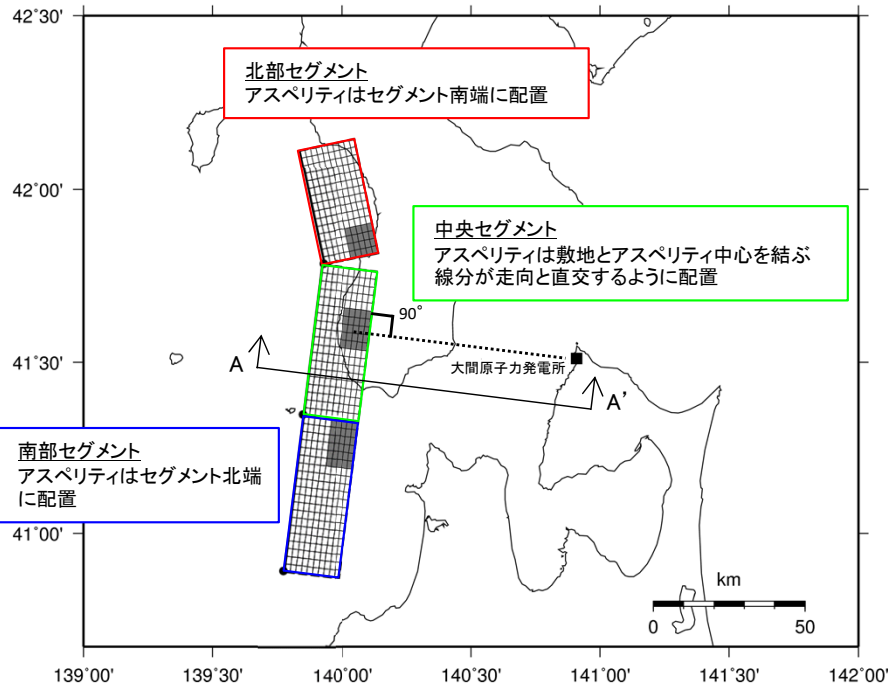 42˚30'
北部セグメント
アスペリティはセグメント南端に配置
42˚00'
中央セグメント
アスペリティは敷地とアスペリティ中心を結ぶ
線分が走向と直交するように配置
90°
41˚30'
A
大間原子力発電所
A'
南部セグメント
アスペリティはセグメント北端
に配置
41˚00'
km
0 50
139˚00' 139˚30' 140˚00' 140˚30' 141˚00' 141˚30' 142˚00'